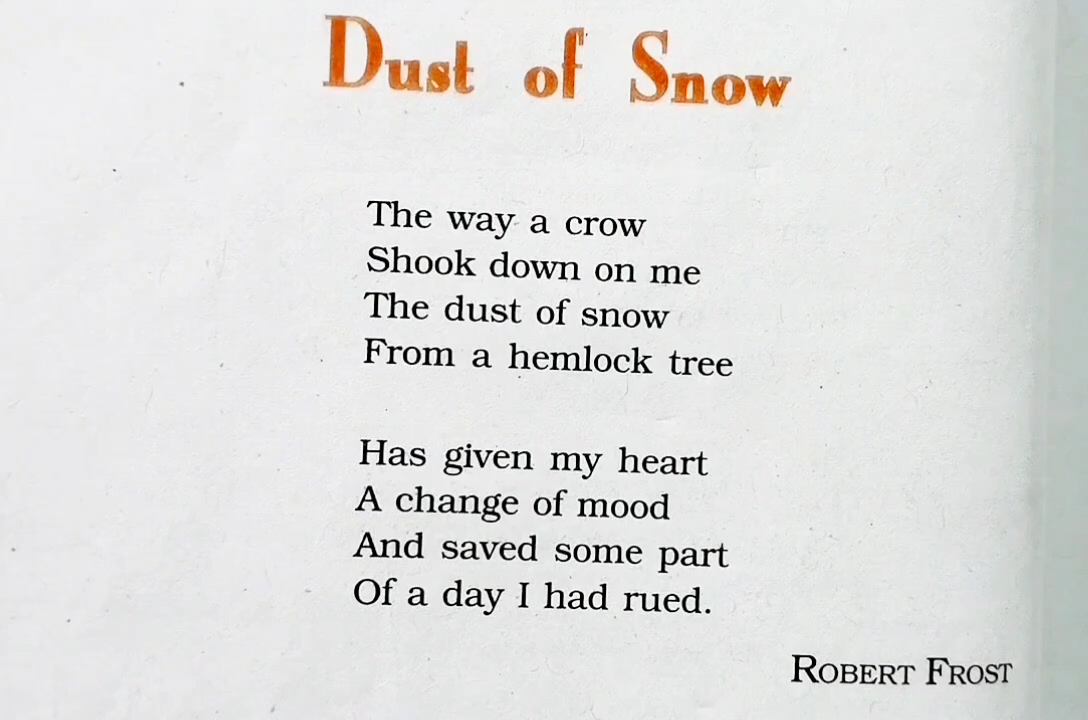 Dust of Snow
The way a crow
Shook down on me
The dust of snow
From a hemlock tree
Has given my heart
A change of mood
And saved some part
Of a day I had rued.
ROBERT FROST